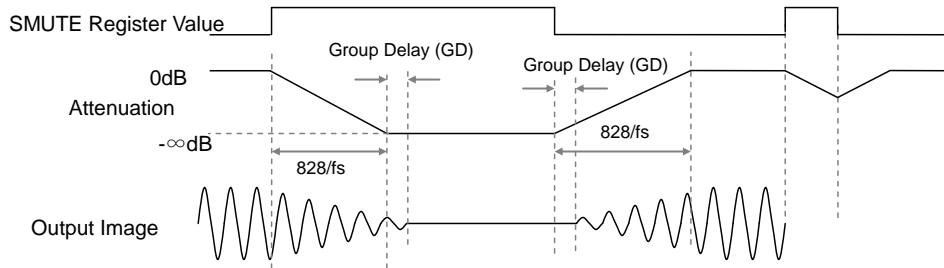 SMUTE Register Value
Group Delay (GD)
Group Delay (GD)
0dB
Attenuation
-∞dB
828/fs
828/fs
Output Image